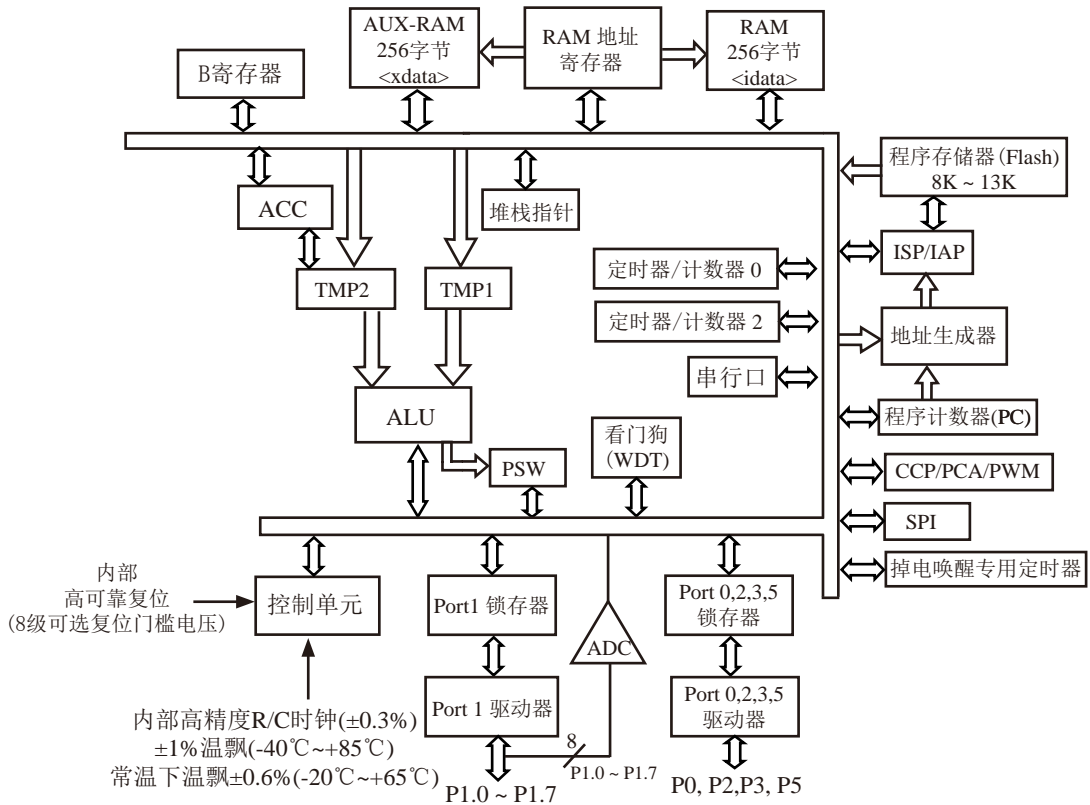 AUX-RAM
256字节
<xdata>
RAM 地址
寄存器
RAM
256字节
<idata>
B寄存器
程序存储器(Flash)
8K ~ 13K
ACC
堆栈指针
ISP/IAP
定时器/计数器 0
TMP2
TMP1
定时器/计数器 2
地址生成器
串行口
ALU
程序计数器(PC)
看门狗
(WDT)
PSW
CCP/PCA/PWM
SPI
掉电唤醒专用定时器
内部
高可靠复位
(8级可选复位门槛电压)
控制单元
Port1 锁存器
ADC
Port 0,2,3,5
锁存器
Port 1 驱动器
Port 0,2,3,5
驱动器
内部高精度R/C时钟(±0.3%)
±1%温飘(-40℃~+85℃)
常温下温飘±0.6%(-20℃~+65℃)
8
P1.0 ~ P1.7
P1.0 ~ P1.7
P0, P2,P3, P5